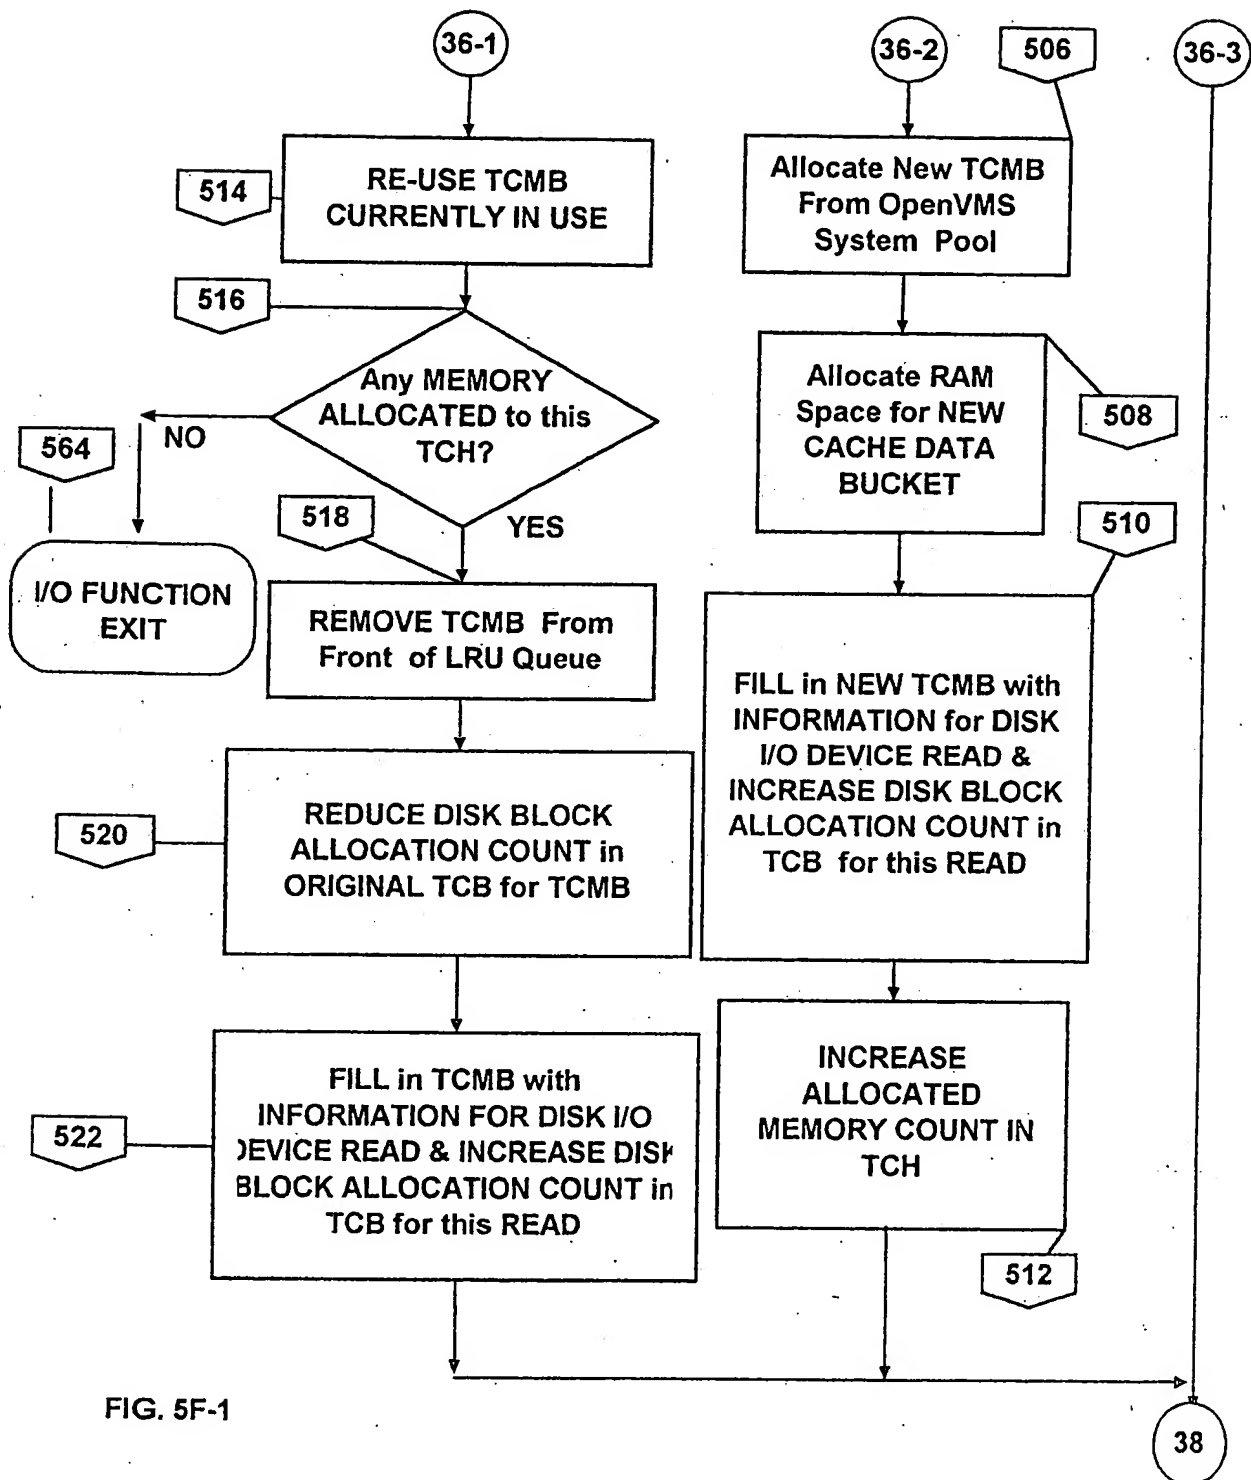 36-1
36-2
506
36-3
514
RE-USE TCMB
CURRENTLY IN USE
Allocate New TCMB
From OpenVMS
System Pool
516
Any MEMORY
ALLOCATED to this
TCH?
NO
YES
564
I/O FUNCTION
EXIT
518
REMOVE TCMB From
Front of LRU Queue
Allocate RAM
Space for NEW
CACHE DATA
BUCKET
508
510
FILL in NEW TCMB with
INFORMATION for DISK
I/O DEVICE READ &
INCREASE DISK BLOCK
ALLOCATION COUNT in
TCB for this READ
520
REDUCE DISK BLOCK
ALLOCATION COUNT in
ORIGINAL TCB for TCMB
522
FILL in TCMB with
INFORMATION FOR DISK I/O
DEVICE READ & INCREASE DISK
BLOCK ALLOCATION COUNT in
TCB for this READ
INCREASE
ALLOCATED
MEMORY COUNT IN
TCH
512
FIG. 5F-1
38